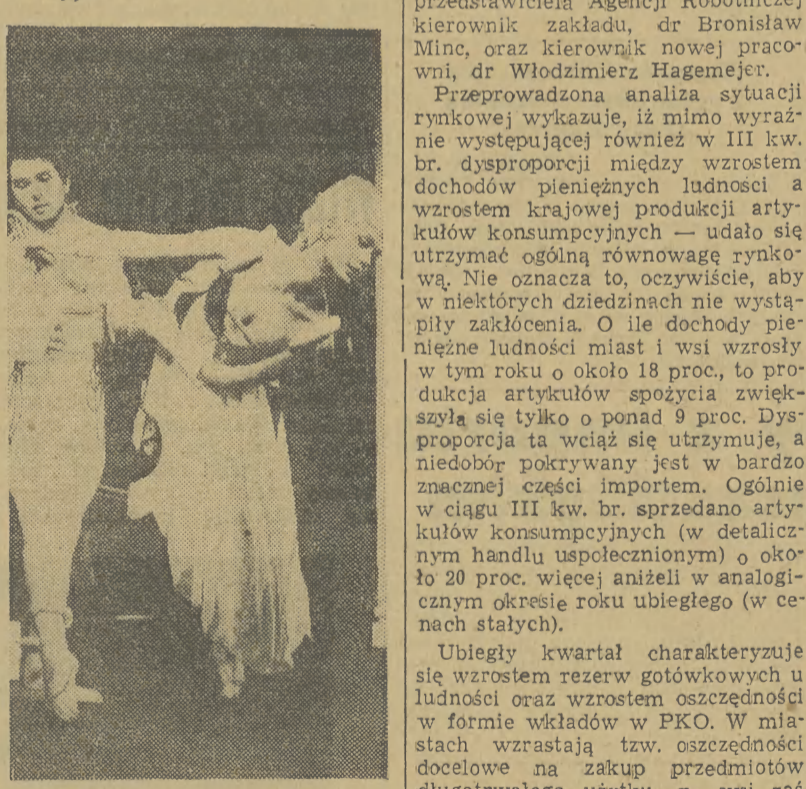 przedstawiciela Agencji Robotniczej
kierownik zakładu, dr Bronisław
Minc, oraz kierownik nowej praco-
wni, dr Włodzimierz Hagemejer.
Przeprowadzona analiza sytuacji
rynkowej wykazuje, iż mimo wyraź-
nie występującej również w III kw.
br. dysproporcji między wzrostem
dochodów pieniężnych ludności a
wzrostem krajowej produkcji arty-
kułów konsumpcyjnych — udało się
utrzymać ogólną równowagę rynko-
wą. Nie oznacza to, oczywiście, aby
w niektórych dziedzinach nie wystą-
piły zakłócenia. O ile dochody pie-
niężne ludności miast i wsi wzrosły
w tym roku o około 18 proc., to pro-
dukcja artykułów spożycia zwięk-
szyła się tylko o ponad 9 proc. Dys-
proporcja ta wciąż się utrzymuje, a
niedobór pokrywany jest w bardzo
znacznej części importem. Ogólnie
w ciągu III kw. br. sprzedano arty-
kułów konsumpcyjnych (w detalicz-
nym handlu uspołecznionym) o oko-
ło 20 proc. więcej aniżeli w analogi-
cznym okresie roku ubiegłego (w ce-
nach stałych).
Ubiegły kwartał charakteryzuje
się wzrostem rezerw gotówkowych u
ludności oraz wzrostem oszczędności
w formie wkładów w PKO. W mia-
stach wzrastają tzw. oszczędności
docelowe na zakup przedmiotów